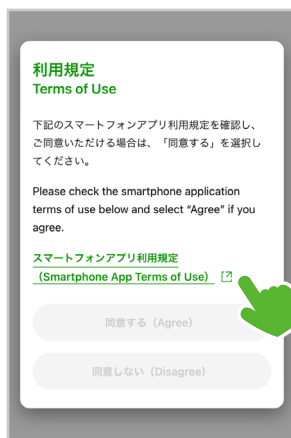 利用規定
Terms of Use
下記のスマートフォンアプリ利用規定を確認し、
ご同意いただける場合は、「同意する」を選択し
てください。
Please check the smartphone application
terms of use below and select “Agree” if you
agree.
スマートフォンアプリ利用規定
（Smartphone App Terms of Use）
同意する（Agree）
同意しない（Disagree）